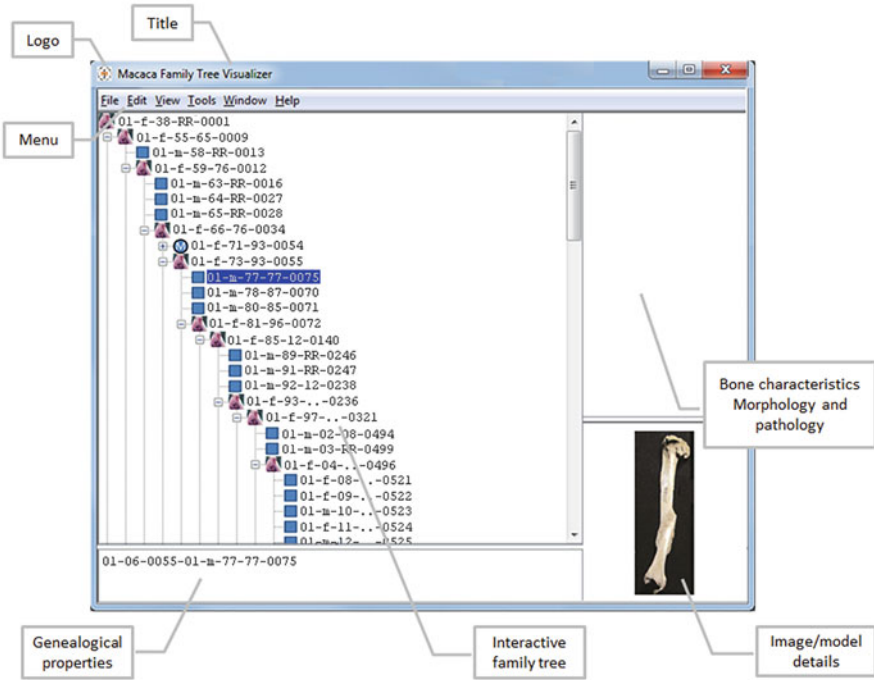 Title
Logo
Macaca Family Tree Visualizer
File Edit View Tools Window Help
Menu
01-f-38-RR-0001
01-f-55-65-0009
01-m-58-RR-0013
01-f-59-76-0012
01-m-63-RR-0016
01-m-64-RR-0027
01-m-65-RR-0028
01-f-66-76-0034
01-f-71-93-0054
01-f-73-93-0055
01-m-77-77-0075
01-m-78-87-0070
01-m-80-85-0071
01-f-81-96-0072
01-f-85-12-0140
01-m-89-RR-0246
01-m-91-RR-0247
01-m-92-12-0238
01-f-93-..-0236
01-f-97-..-0321
01-m-02-08-0494
01-m-03-RR-0499
01-f-04-..-0496
01-f-08-..-0521
01-f-09-..-0522
01-m-10-..-0523
01-f-11-..-0524
01-m-12-..-0525
Bone characteristics
Morphology and
pathology
01-06-0055-01-m-77-77-0075
Genealogical
properties
Interactive
family tree
Image/model
details